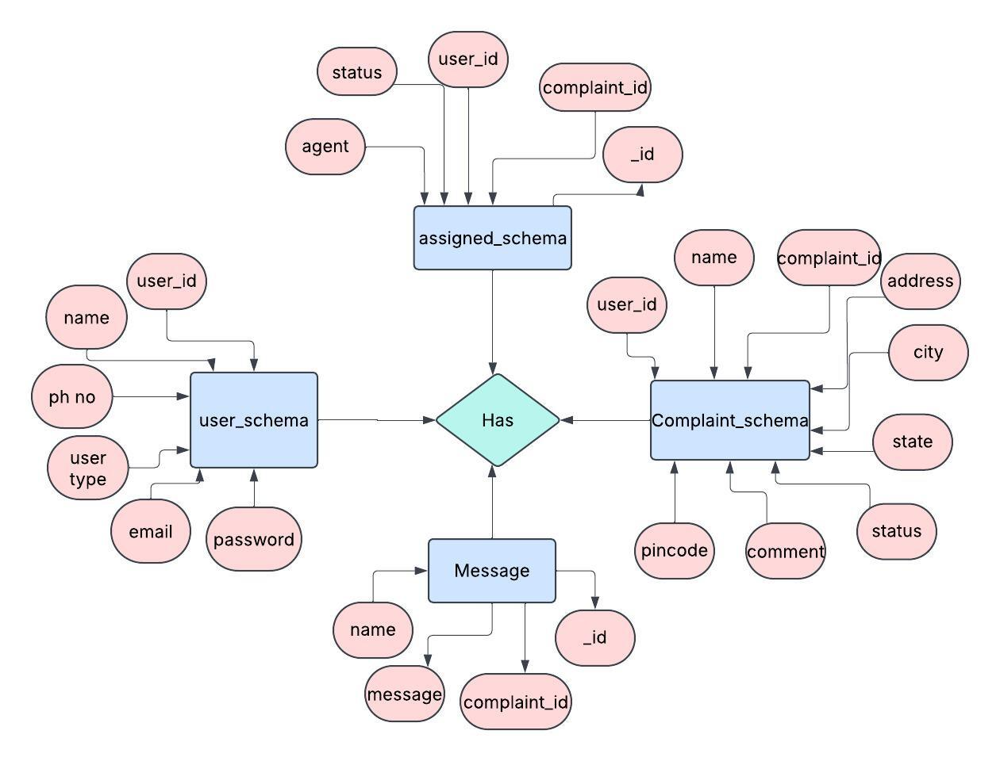 user_id
status
complaint_id
agent
_id
assigned_schema
name
complaint_id
address
user_id
user_id
name
city
ph no
user_schema
Has
Complaint_schema
state
user
type
email
password
status
pincode
comment
Message
name
_id
message
complaint_id